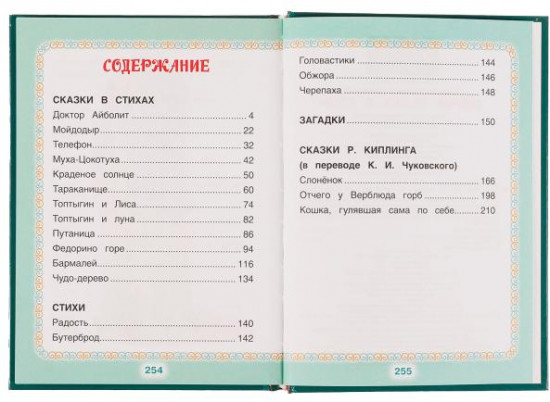 СОДЕРЖАНИЕ
СКАЗКИ В СТИХАХ
Доктор Айболит 4
Мойдодыр 22
Телефон 32
Муха-Цокотуха 42
Краденое солнце 50
Тараканище 60
Топтыгин и Лиса 74
Топтыгин и луна 82
Путаница 86
Федорино горе 94
Бармалей 116
Чудо-дерево 134
СТИХИ
Радость 140
Бутерброд 142
254
Головастики 144
Обжора 146
Черепаха 148
ЗАГАДКИ 150
СКАЗКИ Р. КИПЛИНГА
(в переводе К. И. Чуковского)
Слонёнок 166
Отчего у Верблюда горб 198
Кошка, гулявшая сама по себе 210
255